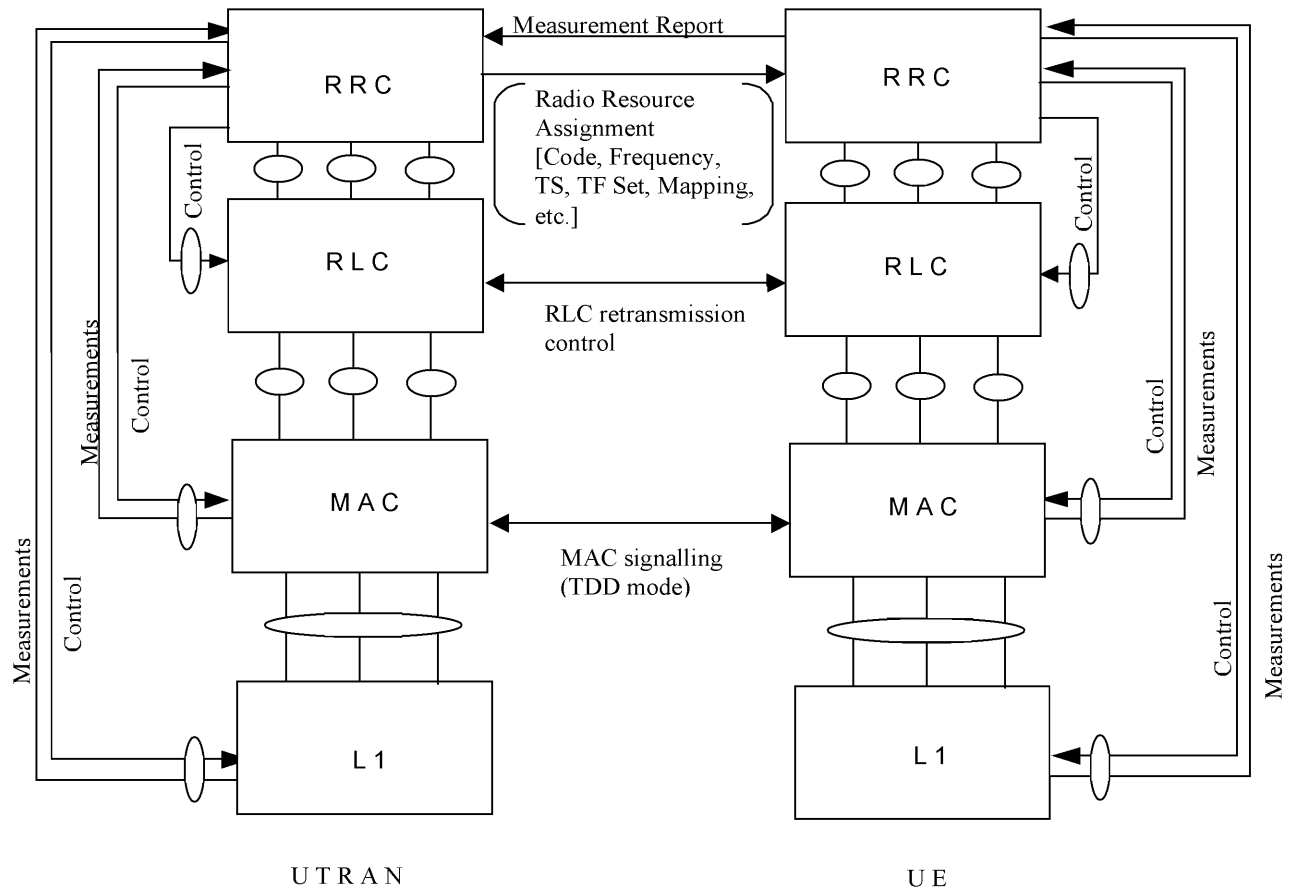 Measurement Report
RRC
RRC
Radio Resource
Assignment
[Code, Frequency,
TS, TF Set, Mapping,
etc.]
Control
Control
RLC
RLC
RLC retransmission
control
Measurements
Control
Control
Measurements
MAC
MAC
MAC signalling
(TDD mode)
Measurements
Control
Control
Measurements
L1
L1
UTRAN
UE